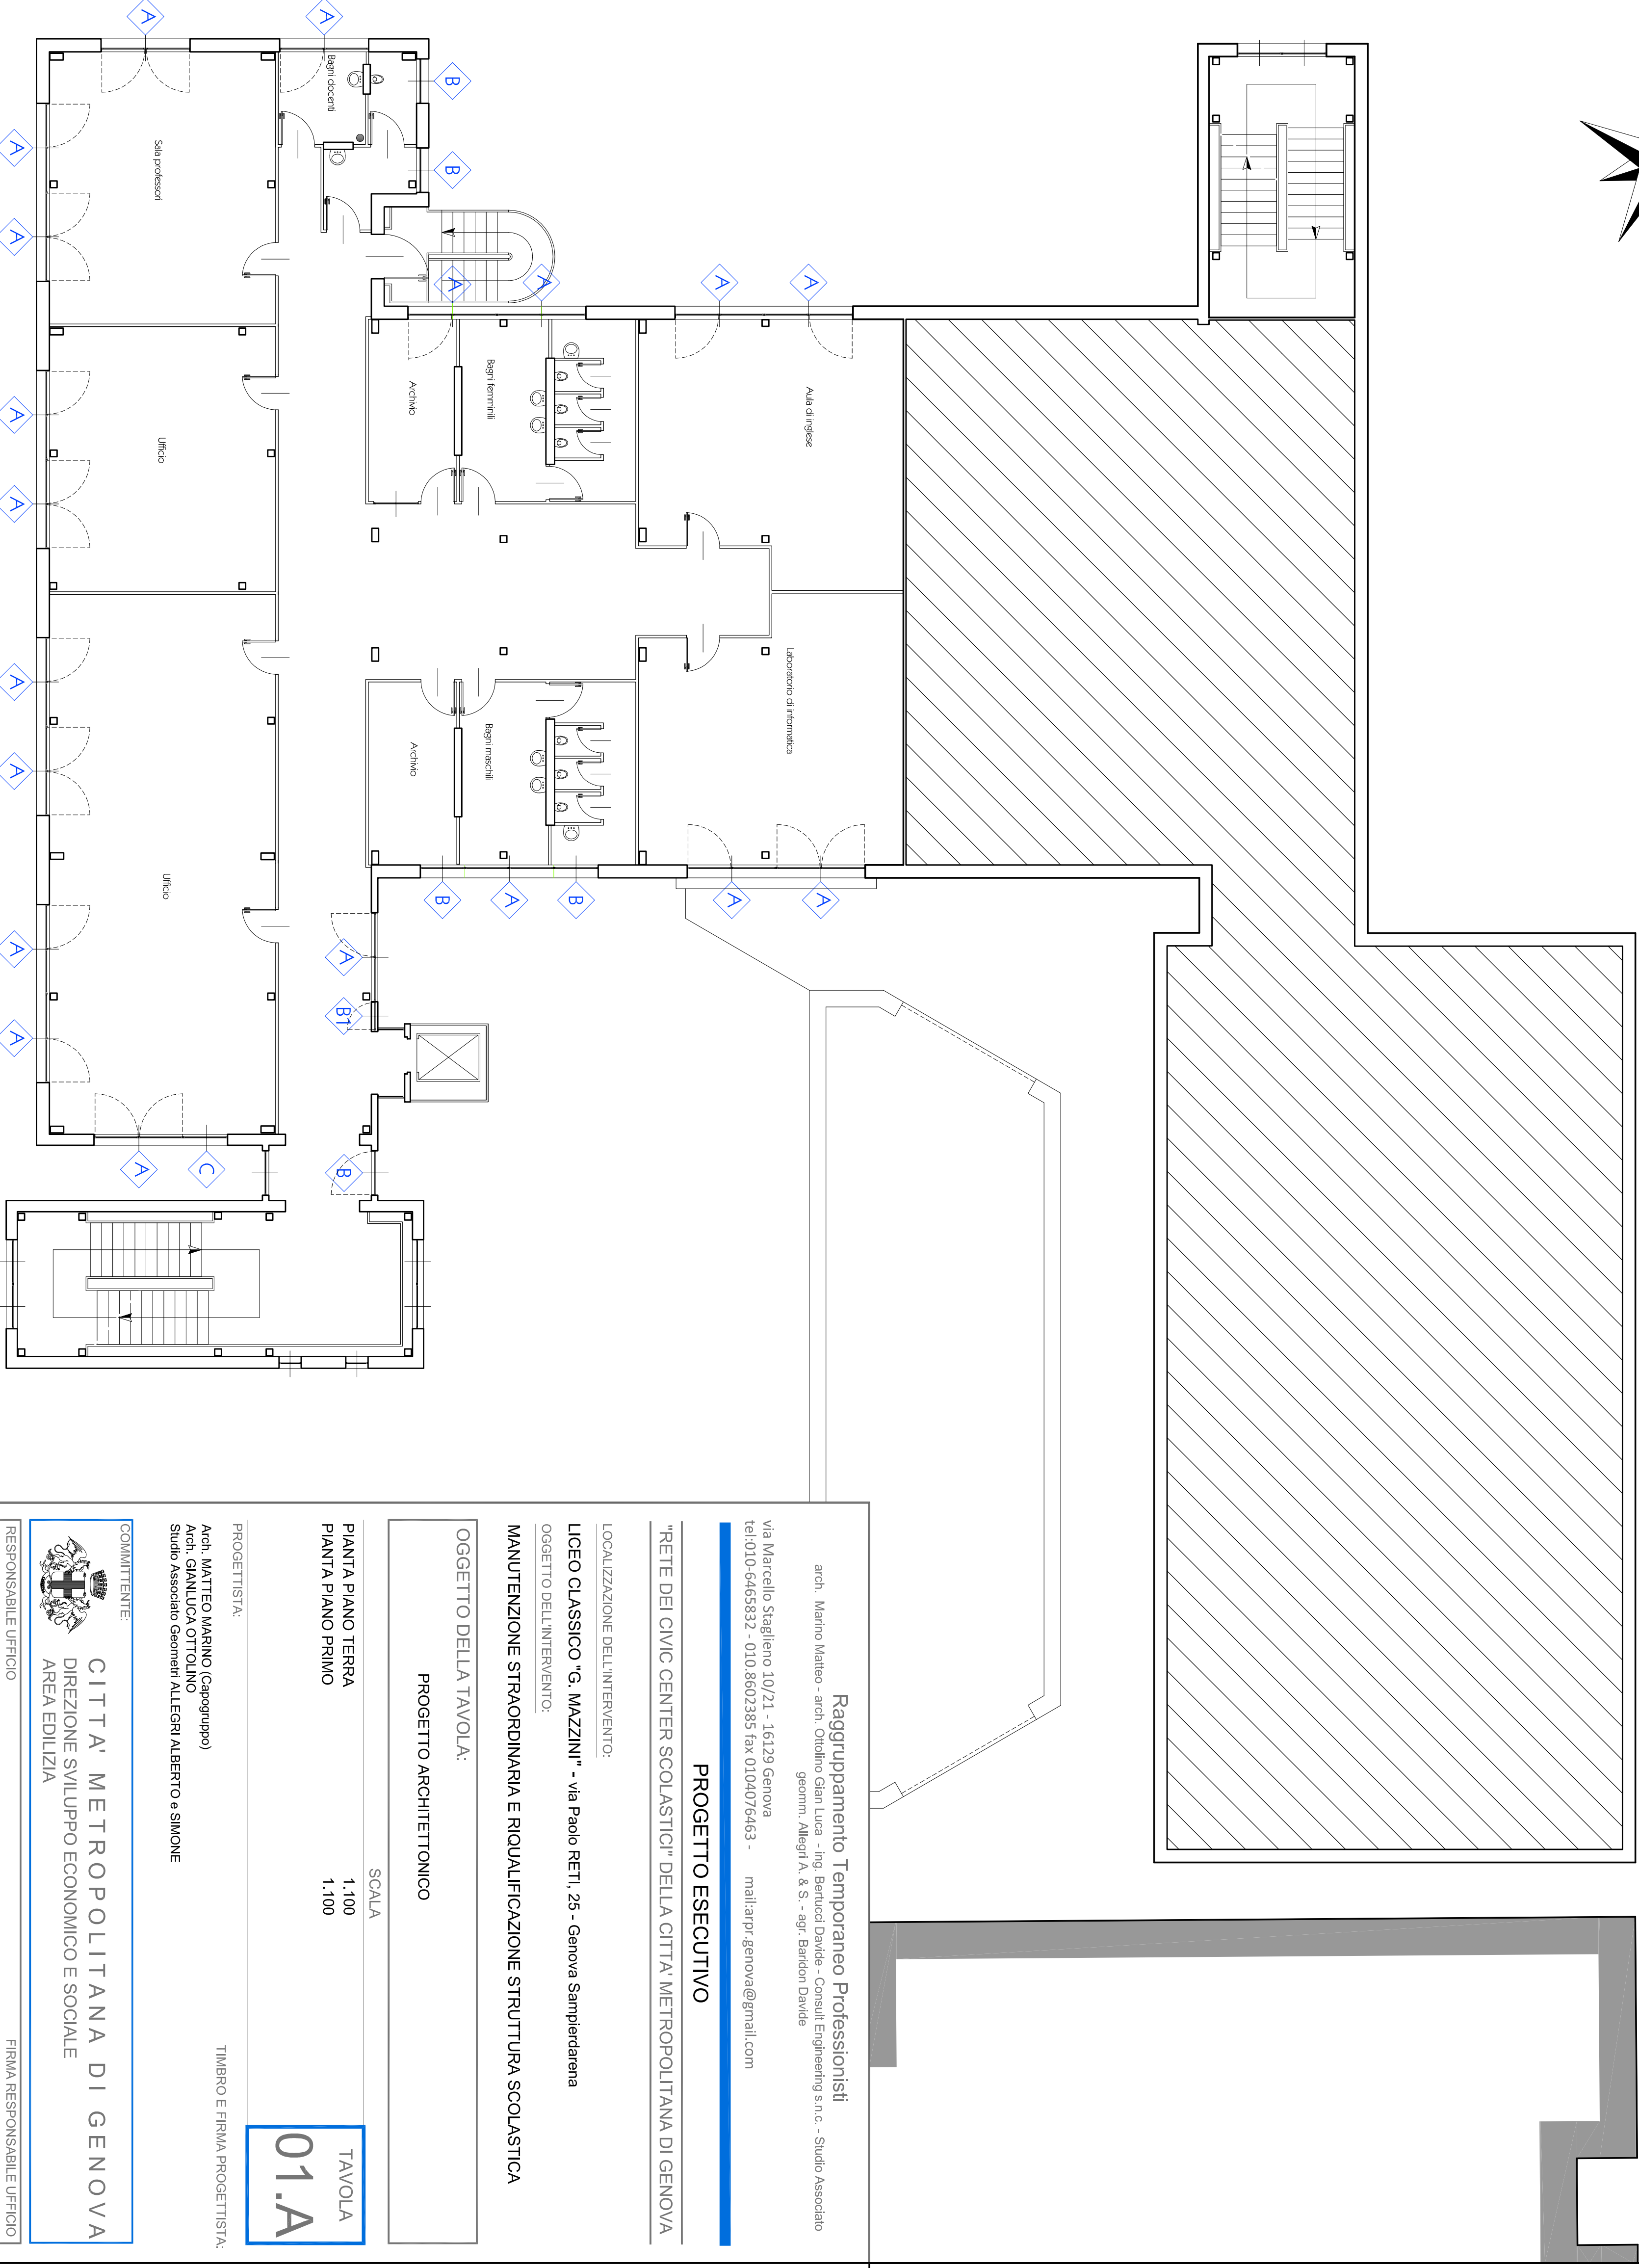 A
A
B
B
Bagni docenti
Sala professori
A
A
A
A
A
A
Archivio
Bagni femminili
Aula di inglese
Ufficio
A
A
Laboratorio di informatica
A
A
Archivio
Bagni maschili
Ufficio
B
A
B
A
A
A
B1
A
A
A
C
B
Raggruppamento Temporaneo Professionisti
arch. Marino Matteo - arch. Ottolino Gian Luca - ing. Bertucci Davide - Consult Engineering s.n.c. - Studio Associato
geomm. Allegri A. & S. - agr. Baridon Davide
via Marcello Staglieno 10/21 - 16129 Genova
tel:010-6465832 - 010.8602385 fax 0104076463 - mail:arpr.genova@gmail.com
PROGETTO ESECUTIVO
"RETE DEI CIVIC CENTER SCOLASTICI" DELLA CITTA' METROPOLITANA DI GENOVA
LOCALIZZAZIONE DELL'INTERVENTO:
LICEO CLASSICO "G. MAZZINI" - via Paolo RETI, 25 - Genova Sampierdarena
OGGETTO DELL'INTERVENTO:
MANUTENZIONE STRAORDINARIA E RIQUALIFICAZIONE STRUTTURA SCOLASTICA
OGGETTO DELLA TAVOLA:
PROGETTO ARCHITETTONICO
SCALA
PIANTA PIANO TERRA 1.100
PIANTA PIANO PRIMO 1.100
TAVOLA
01.A
PROGETTISTA:
TIMBRO E FIRMA PROGETTISTA:
Arch. MATTEO MARINO (Capogruppo)
Arch. GIANLUCA OTTOLINO
Studio Associato Geometri ALLEGRI ALBERTO e SIMONE
COMMITTENTE:
CITTA' METROPOLITANA DI GENOVA
DIREZIONE SVILUPPO ECONOMICO E SOCIALE
AREA EDILIZIA
RESPONSABILE UFFICIO FIRMA RESPONSABILE UFFICIO